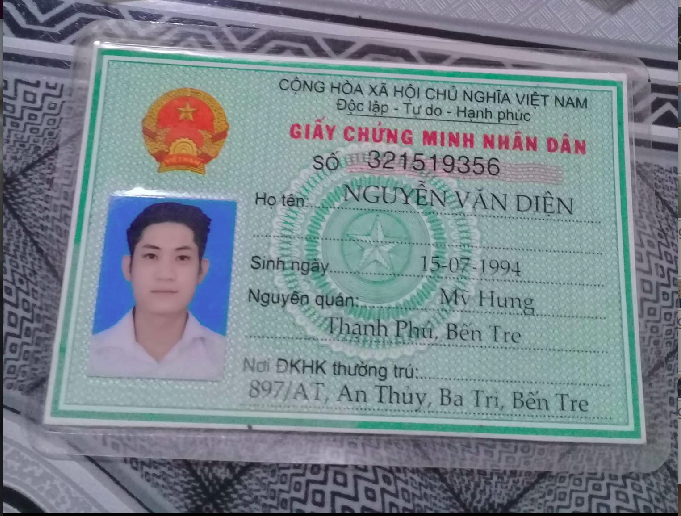 CỘNG HÒA XÃ HỘI CHỦ NGHĨA VIỆT NAM
Độc lập - Tự do - Hạnh phúc
GIẤY CHỨNG MINH NHÂN DÂN
SỐ 321519356
Họ tên: NGUYỄN VĂN DIỆN
Sinh ngày 15-07-1994
Nguyên quán: Mỹ Hưng
Thạnh Phú, Bến Tre
Nơi ĐKHK thường trú:
897/AT, An Thủy, Ba Tri, Bến Tre
VIỆT NAM